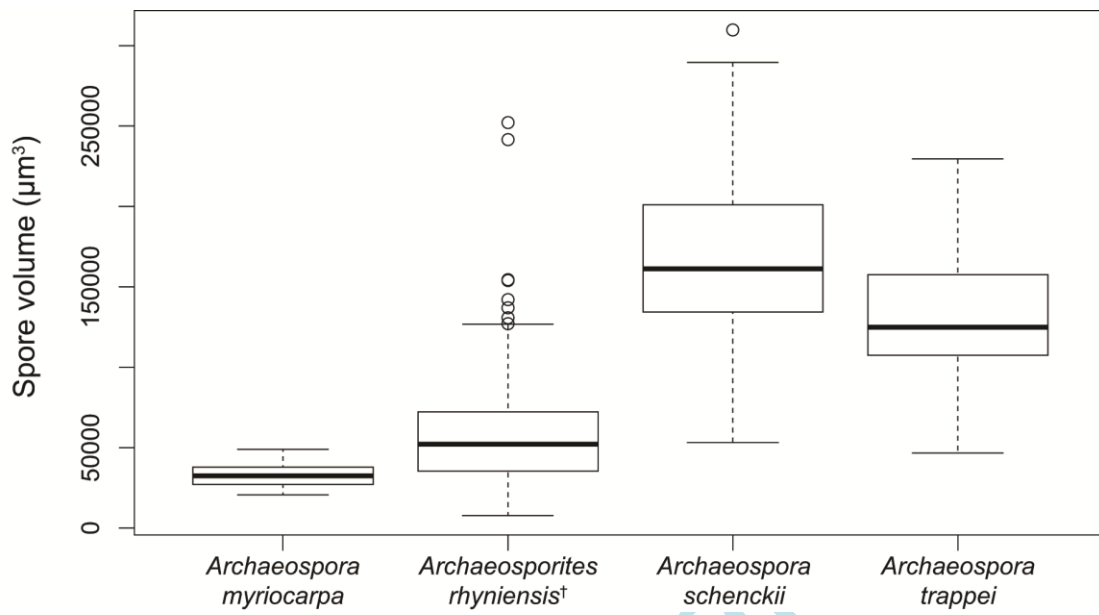 Spore volume (µm³)
250000
150000
50000
0
Archaeospora
myriocarpa
Archaeosporites
rhyniensis†
Archaeospora
schenckii
Archaeospora
trappei